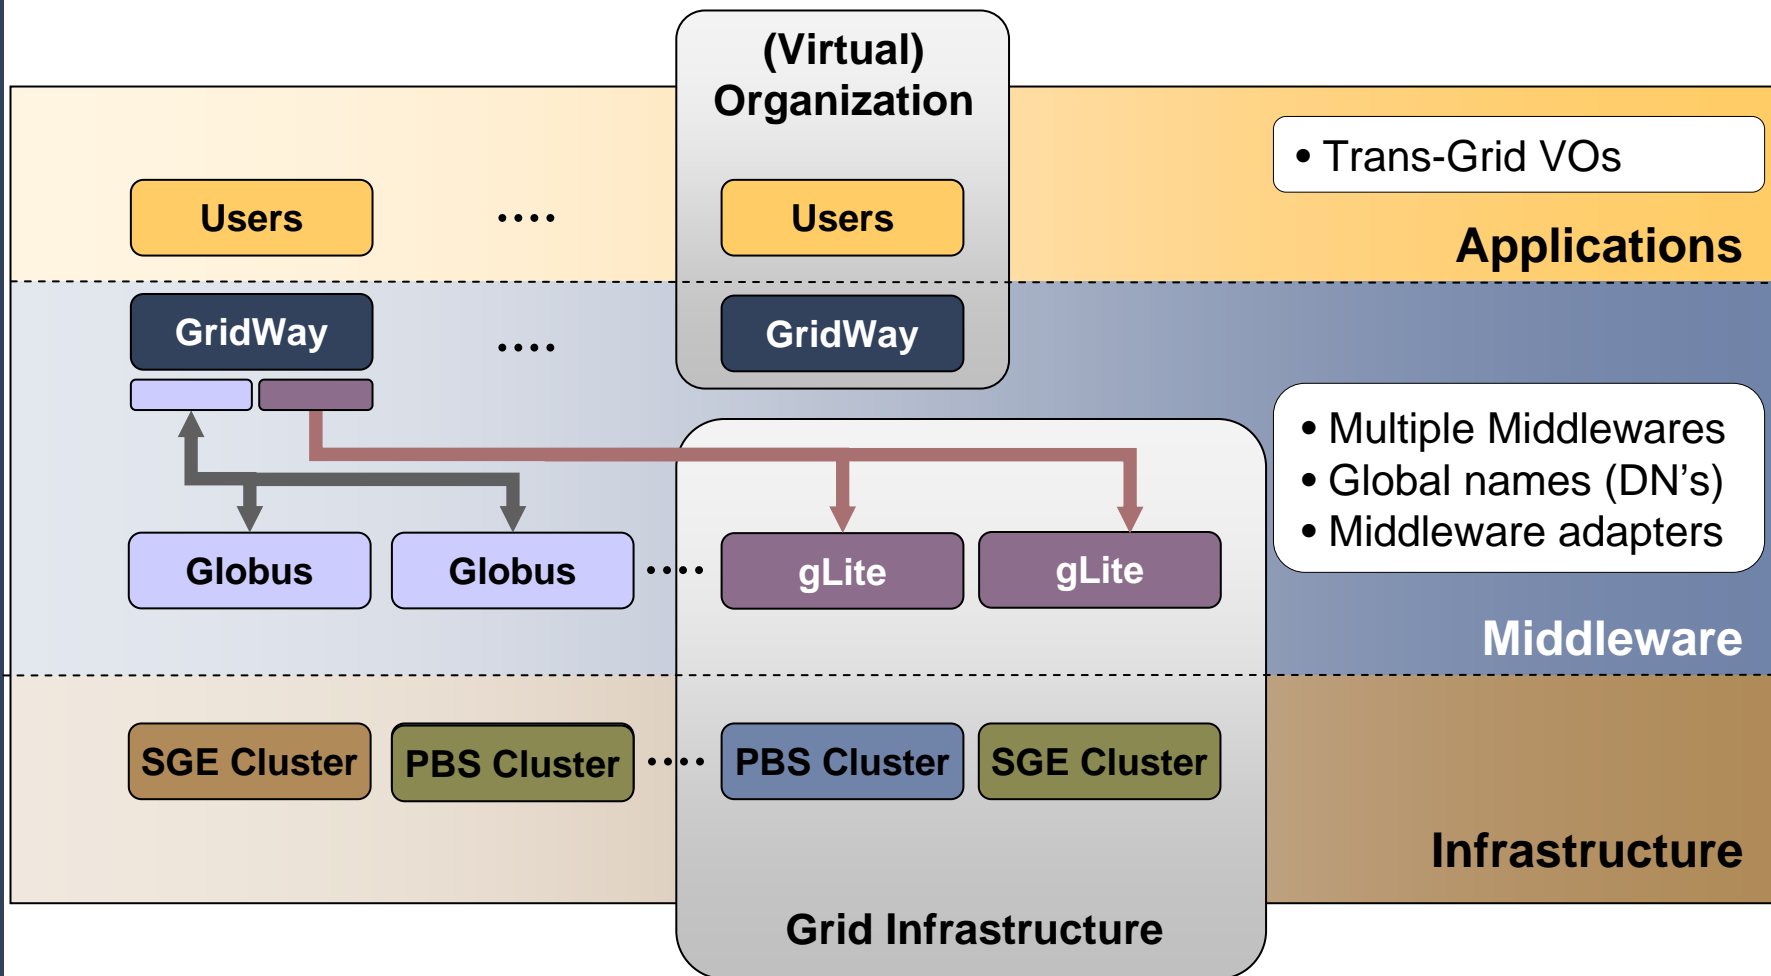 (Virtual)
Organization
• Trans-Grid VOs
Users
....
Users
Applications
GridWay
....
GridWay
• Multiple Middlewares
• Global names (DN’s)
• Middleware adapters
Globus
Globus
....
gLite
gLite
Middleware
SGE Cluster
PBS Cluster
....
PBS Cluster
SGE Cluster
Infrastructure
Grid Infrastructure